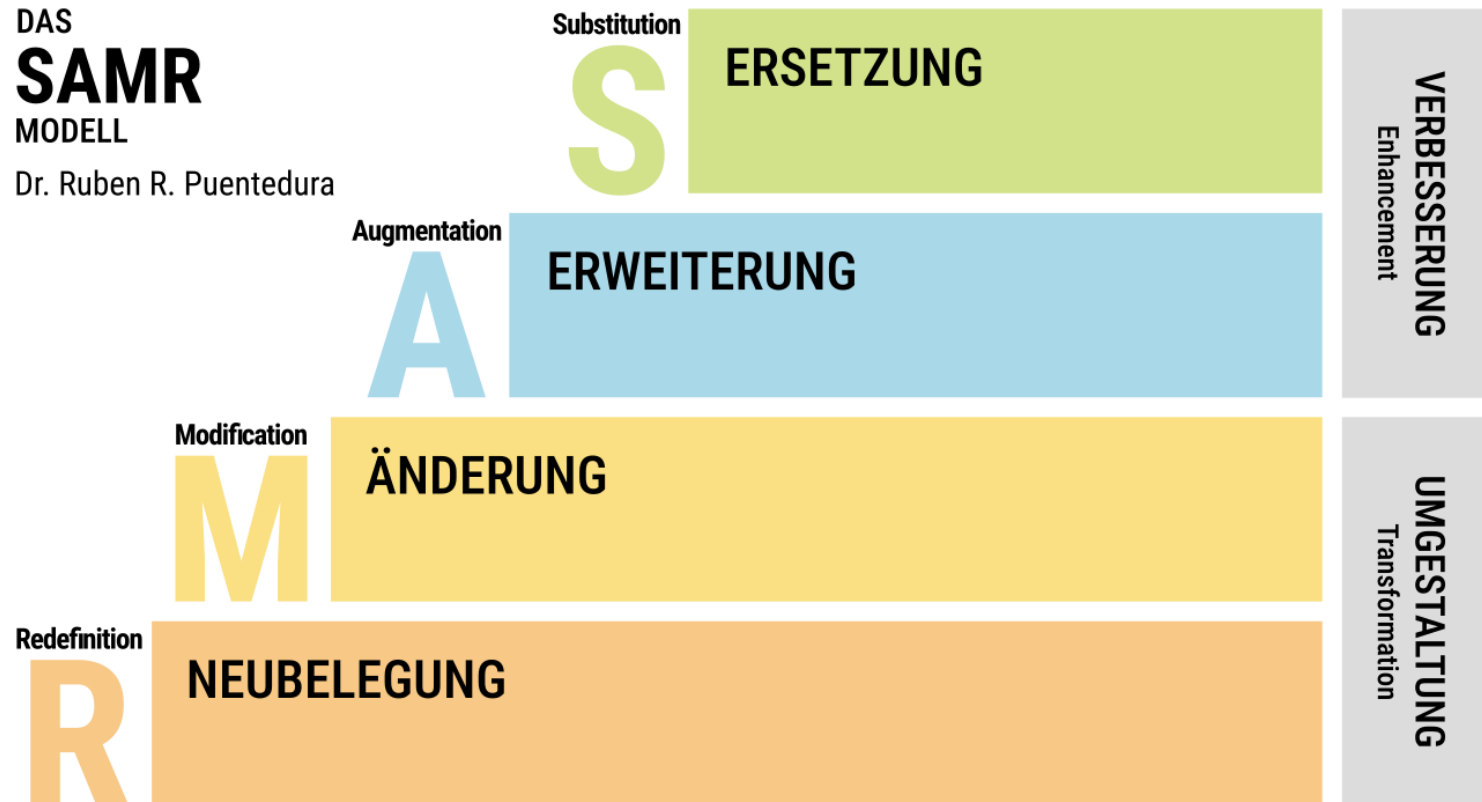 DAS
SAMR
MODELL
Dr. Ruben R. Puentedura
Substitution
S
ERSETZUNG
Augmentation
A
ERWEITERUNG
VERBESSERUNG
Enhancement
Modification
M
ÄNDERUNG
Redefinition
R
NEUBELEGUNG
UMGESTALTUNG
Transformation